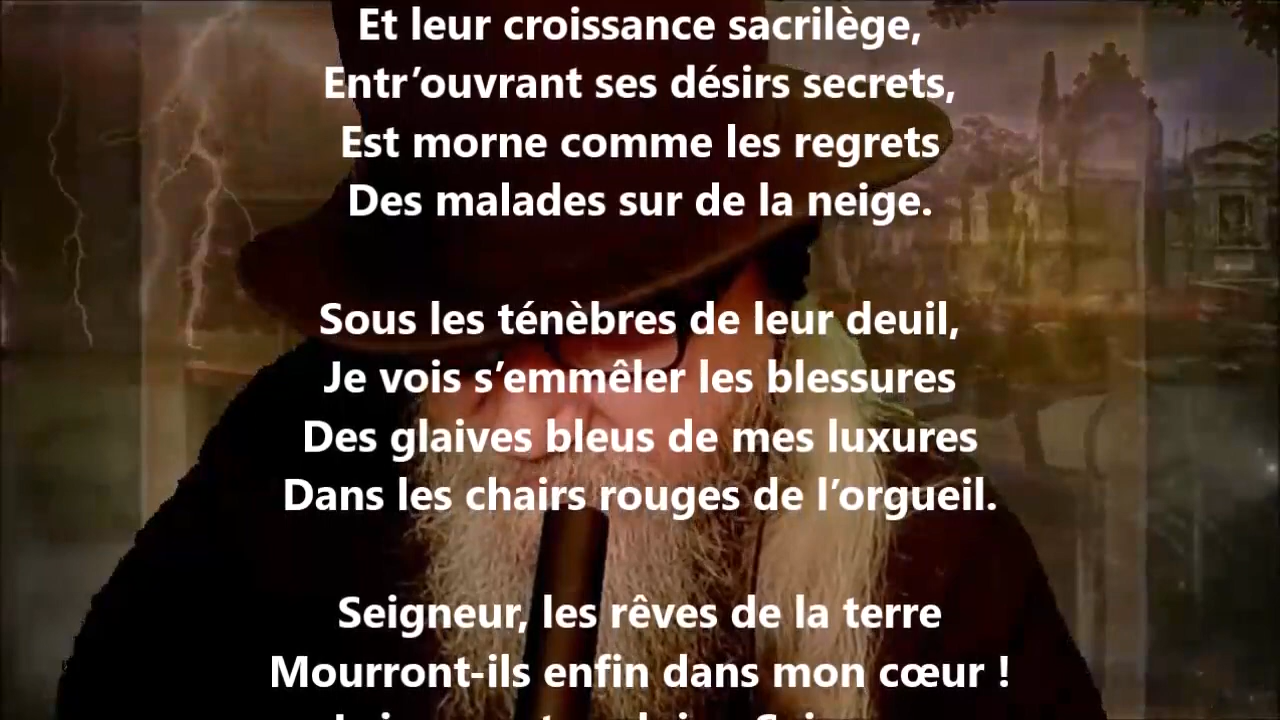 Et leur croissance sacrilège,
Entr’ouvrant ses désirs secrets,
Est morne comme les regrets
Des malades sur de la neige.
Sous les ténèbres de leur deuil,
Je vois s’emmêler les blessures
Des glaives bleus de mes luxures
Dans les chairs rouges de l’orgueil.
Seigneur, les rêves de la terre
Mourront-ils enfin dans mon cœur !